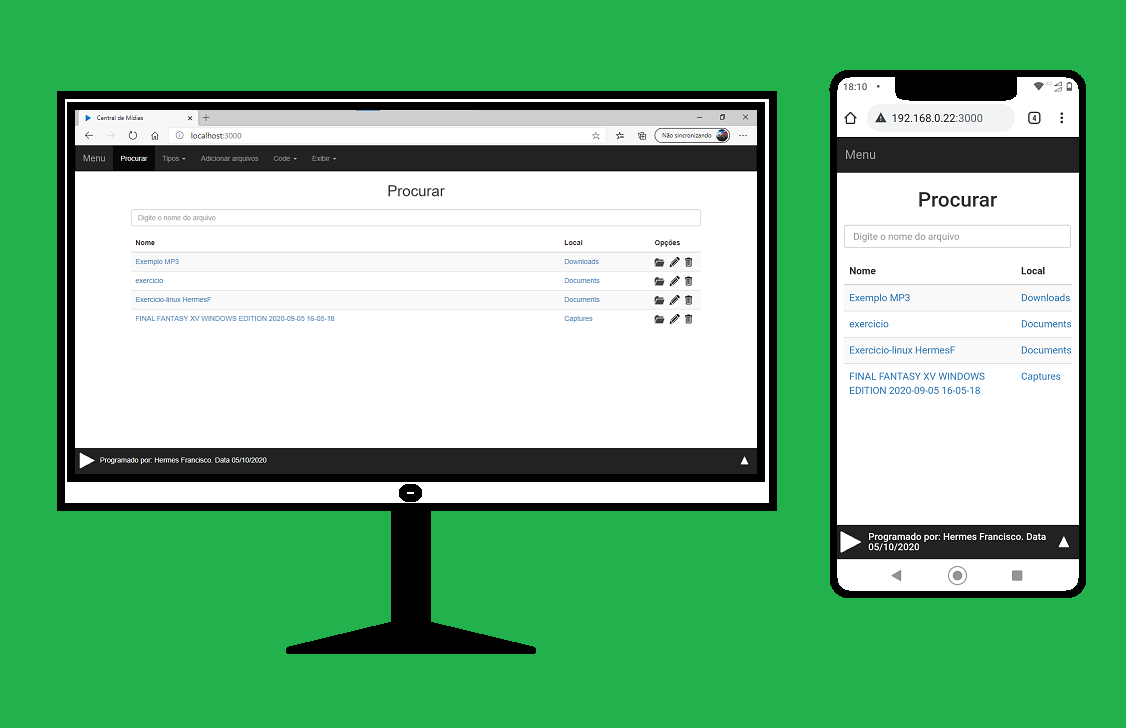 Central de Mídias
localhost:3000
Não sincronizando
Menu Procurar Tipos Adicionar arquivos Code Exibir
Procurar
Digite o nome do arquivo
Nome Local Opções
Exemplo MP3 Downloads
exercicio Documents
Exercicio-linux HermesF Documents
FINAL FANTASY XV WINDOWS EDITION 2020-09-05 16-05-18 Captures
Programado por: Hermes Francisco. Data 05/10/2020
18:10
192.168.0.22:3000 4
Menu
Procurar
Digite o nome do arquivo
Nome Local
Exemplo MP3 Downloads
exercicio Documents
Exercicio-linux HermesF Documents
FINAL FANTASY XV WINDOWS Captures
EDITION 2020-09-05 16-05-18
Programado por: Hermes Francisco. Data
05/10/2020